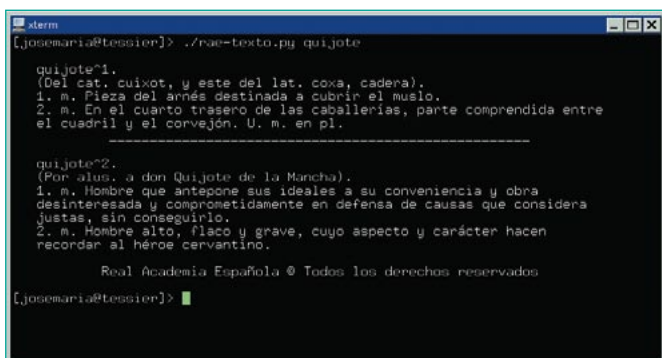 xterm
[josemaria@tessier]> ./rae-texto.py quijote
quijote^1.
(Del cat. cuixot, y este del lat. coxa, cadera).
1. m. Pieza del arnés destinada a cubrir el muslo.
2. m. En el cuarto trasero de las caballerías, parte comprendida entre
el cuadril y el corvejón. U. m. en pl.
quijote^2.
(Por alus. a don Quijote de la Mancha).
1. m. Hombre que antepone sus ideales a su conveniencia y obra
desinteresada y comprometidamente en defensa de causas que considera
justas, sin conseguirlo.
2. m. Hombre alto, flaco y grave, cuyo aspecto y carácter hacen
recordar al héroe cervantino.
Real Academia Española © Todos los derechos reservados
[josemaria@tessier]>